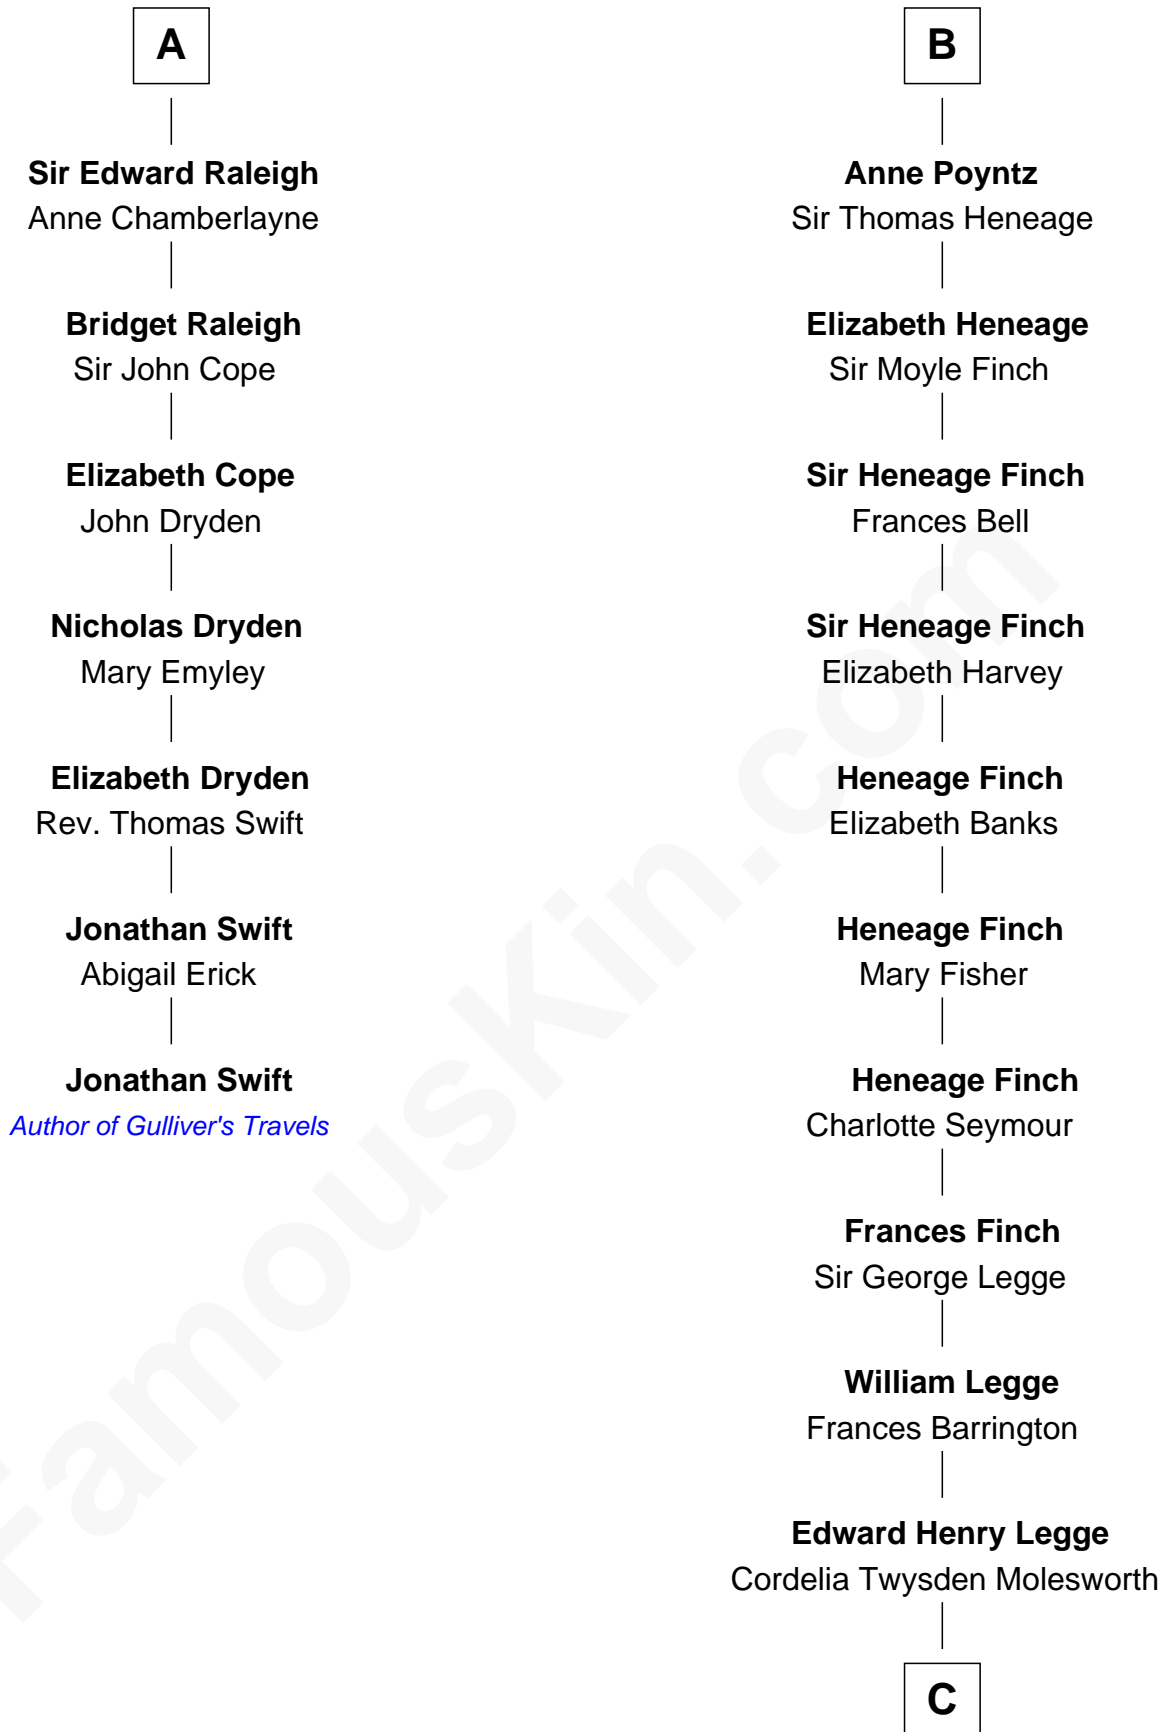 A
Sir Edward Raleigh
Anne Chamberlayne
Bridget Raleigh
Sir John Cope
Elizabeth Cope
John Dryden
Nicholas Dryden
Mary Emyley
Elizabeth Dryden
Rev. Thomas Swift
Jonathan Swift
Abigail Erick
Jonathan Swift
Author of Gulliver's Travels
B
Anne Poyntz
Sir Thomas Heneage
Elizabeth Heneage
Sir Moyle Finch
Sir Heneage Finch
Frances Bell
Sir Heneage Finch
Elizabeth Harvey
Heneage Finch
Elizabeth Banks
Heneage Finch
Mary Fisher
Heneage Finch
Charlotte Seymour
Frances Finch
Sir George Legge
William Legge
Frances Barrington
Edward Henry Legge
Cordelia Twysden Molesworth
C
FamousKin.com